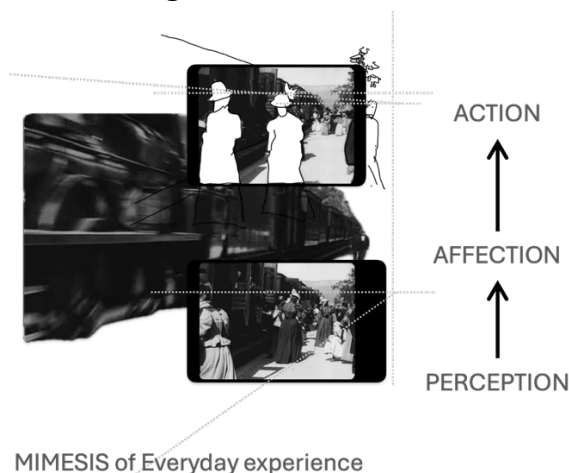 ACTION
AFFECTION
PERCEPTION
MIMESIS of Everyday experience